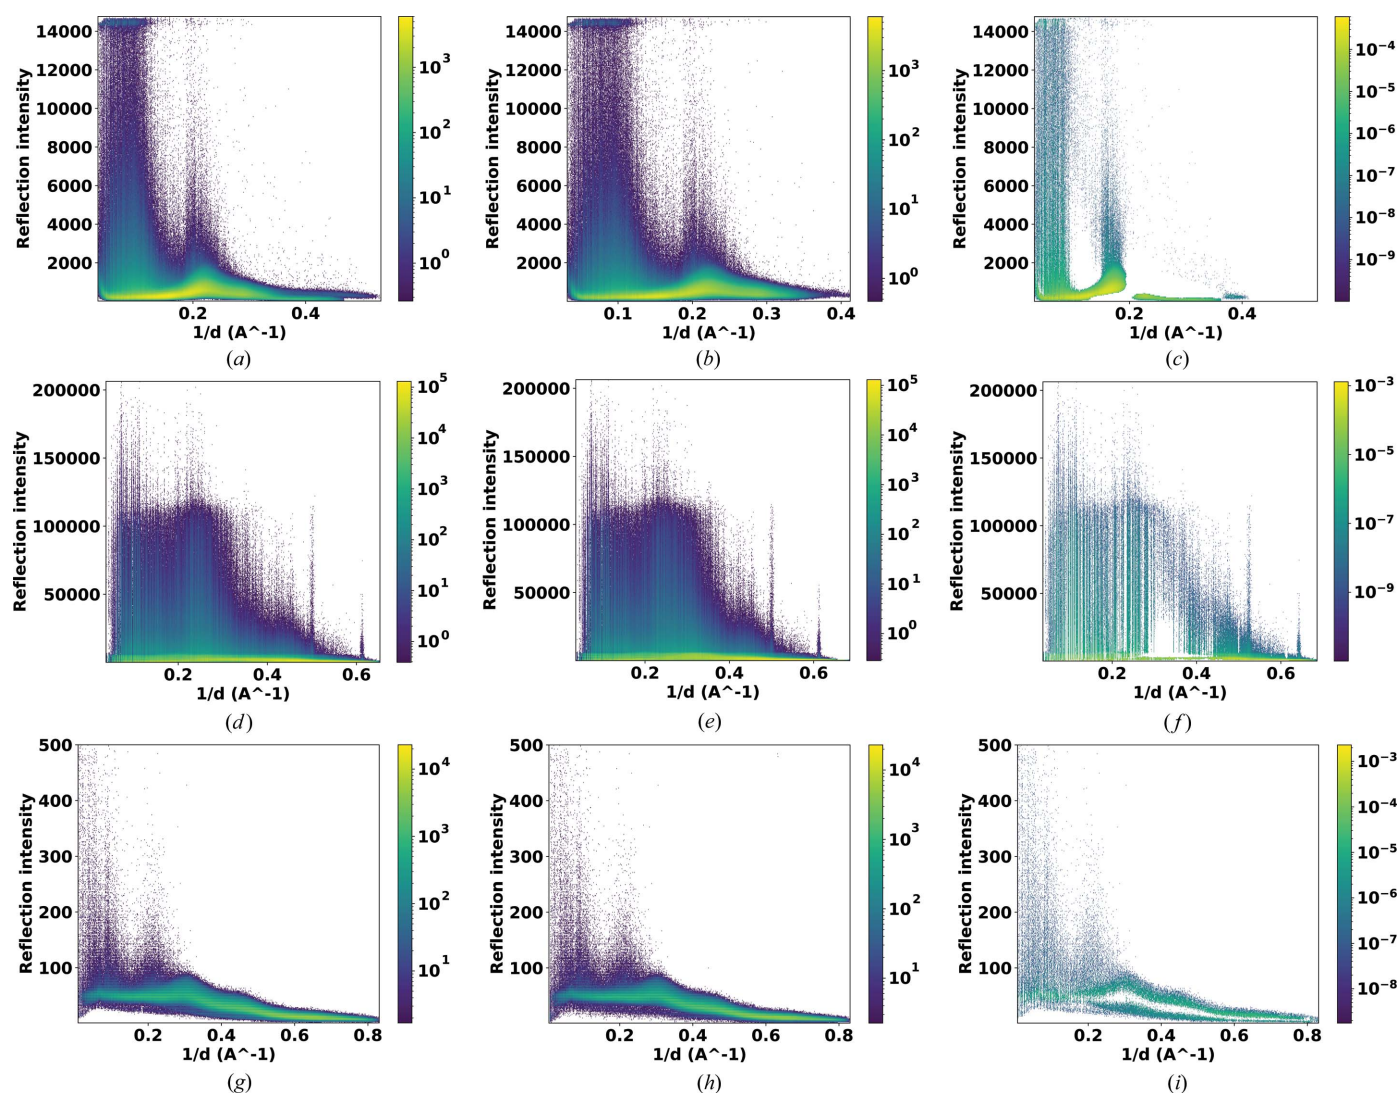 14000
12000
10000
8000
6000
4000
2000
Reflection intensity
0.2 0.4
1/d (A^-1)
10^3
10^2
10^1
10^0
(a)
14000
12000
10000
8000
6000
4000
2000
Reflection intensity
0.1 0.2 0.3 0.4
1/d (A^-1)
10^3
10^2
10^1
10^0
(b)
14000
12000
10000
8000
6000
4000
2000
Reflection intensity
0.2 0.4
1/d (A^-1)
10^−4
10^−5
10^−6
10^−7
10^−8
10^−9
(c)
200000
150000
100000
50000
Reflection intensity
0.2 0.4 0.6
1/d (A^-1)
10^5
10^4
10^3
10^2
10^1
10^0
(d)
200000
150000
100000
50000
Reflection intensity
0.2 0.4 0.6
1/d (A^-1)
10^5
10^4
10^3
10^2
10^1
10^0
(e)
200000
150000
100000
50000
Reflection intensity
0.2 0.4 0.6
1/d (A^-1)
10^−3
10^−5
10^−7
10^−9
(f)
500
400
300
200
100
Reflection intensity
0.2 0.4 0.6 0.8
1/d (A^-1)
10^4
10^3
10^2
10^1
(g)
500
400
300
200
100
Reflection intensity
0.2 0.4 0.6 0.8
1/d (A^-1)
10^4
10^3
10^2
10^1
(h)
500
400
300
200
100
Reflection intensity
0.2 0.4 0.6 0.8
1/d (A^-1)
10^−3
10^−4
10^−5
10^−6
10^−7
10^−8
(i)